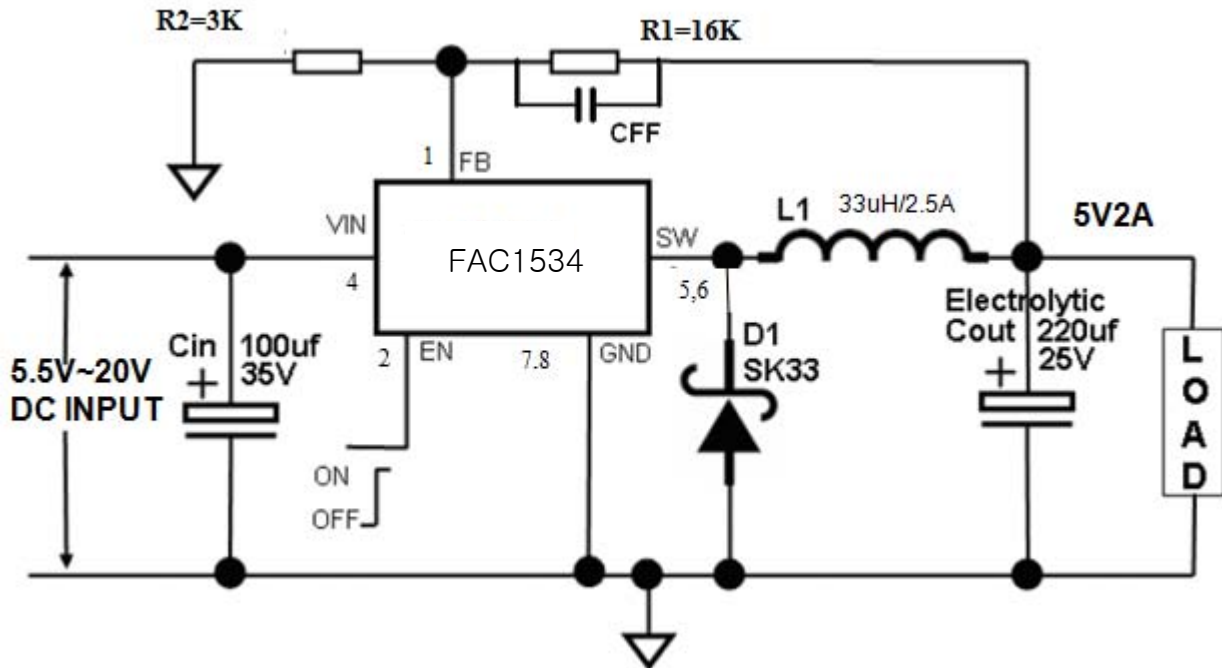 R2=3K
R1=16K
CFF
1
FB
VIN
FAC1534
SW
L1
33uH/2.5A
5V2A
4
5,6
Cin
100uf
35V
2
EN
7.8
GND
D1
SK33
Electrolytic
Cout 220uf
25V
5.5V~20V
DC INPUT
LOAD
ON
OFF